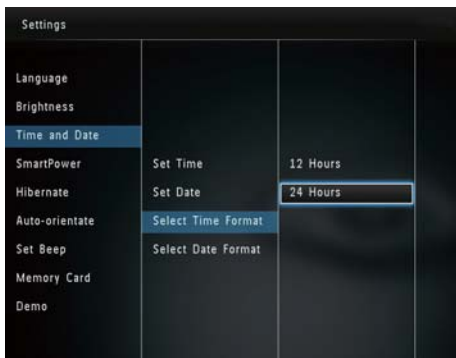 Settings
Language
Brightness
Time and Date
SmartPower
Hibernate
Auto-orientate
Set Beep
Memory Card
Demo
Set Time
Set Date
Select Time Format
Select Date Format
12 Hours
24 Hours